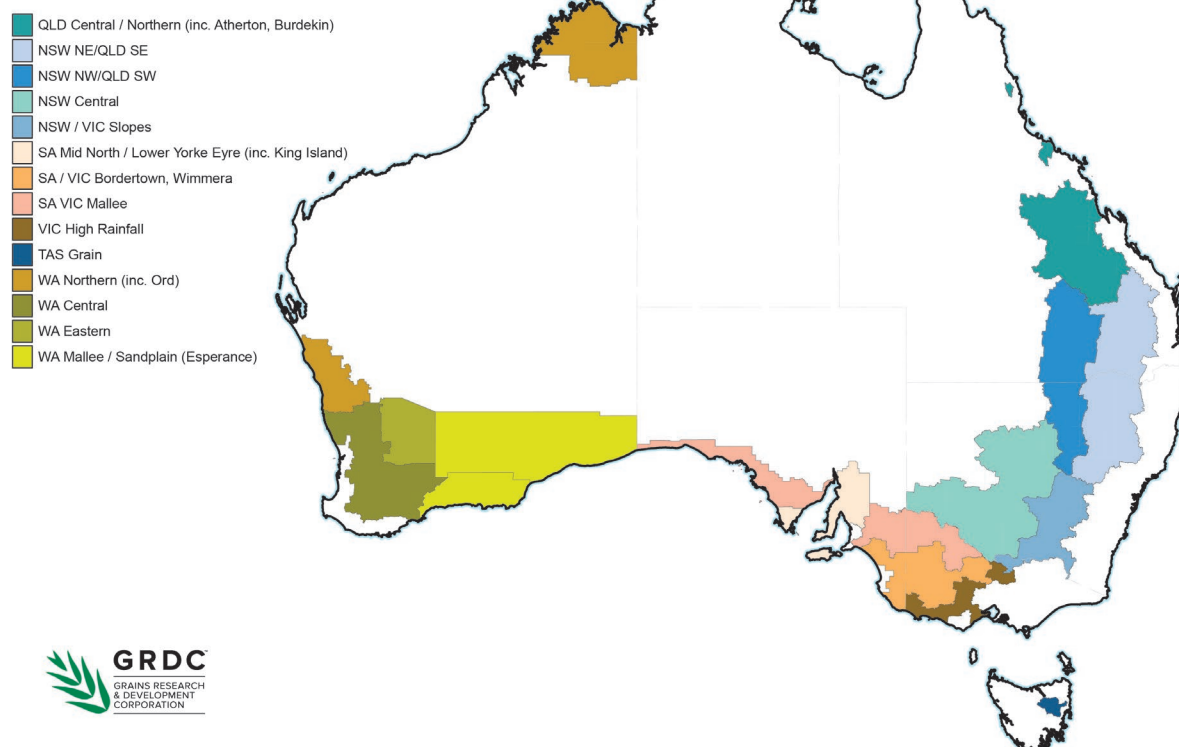 QLD Central / Northern (inc. Atherton, Burdekin)
NSW NE/QLD SE
NSW NW/QLD SW
NSW Central
NSW / VIC Slopes
SA Mid North / Lower Yorke Eyre (inc. King Island)
SA / VIC Bordertown, Wimmera
SA VIC Mallee
VIC High Rainfall
TAS Grain
WA Northern (inc. Ord)
WA Central
WA Eastern
WA Mallee / Sandplain (Esperance)
GRDC™
GRAINS RESEARCH
& DEVELOPMENT
CORPORATION